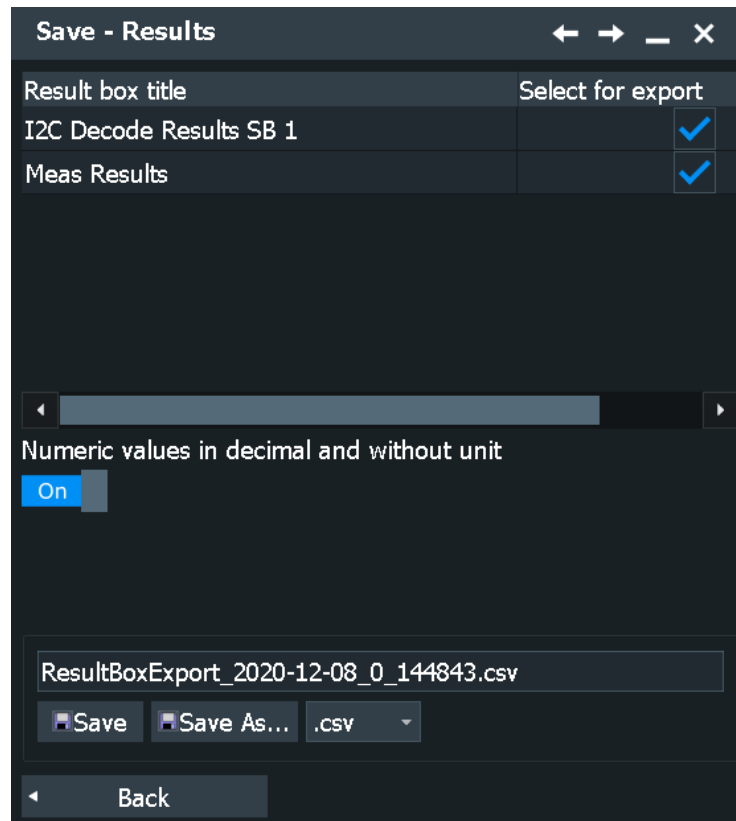 Save - Results
Result box title Select for export
I2C Decode Results SB 1
Meas Results
Numeric values in decimal and without unit
On
ResultBoxExport_2020-12-08_0_144843.csv
Save Save As... .csv
Back